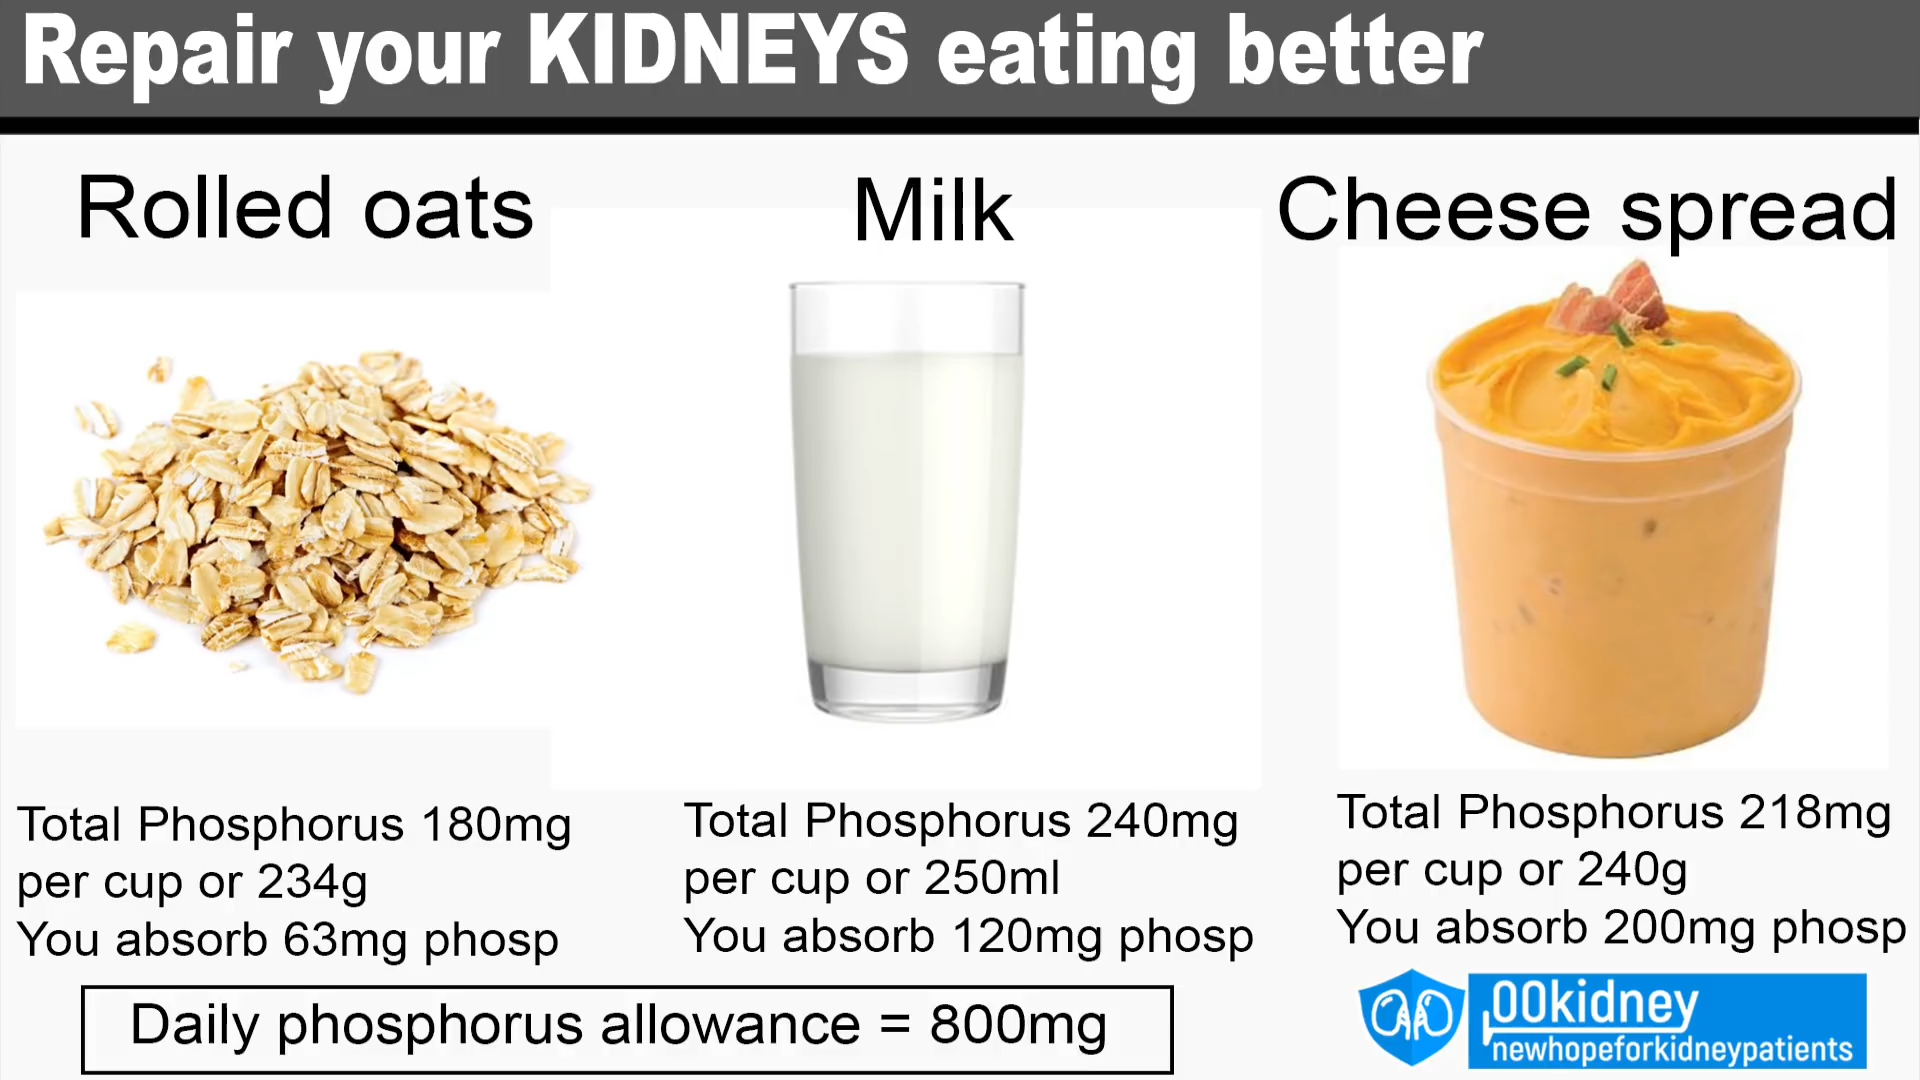 Repair your KIDNEYS eating better
Rolled oats
Milk
Cheese spread
Total Phosphorus 180mg
per cup or 234g
You absorb 63mg phosp
Total Phosphorus 240mg
per cup or 250ml
You absorb 120mg phosp
Total Phosphorus 218mg
per cup or 240g
You absorb 200mg phosp
Daily phosphorus allowance = 800mg
00kidney
newhopeforkidneypatients